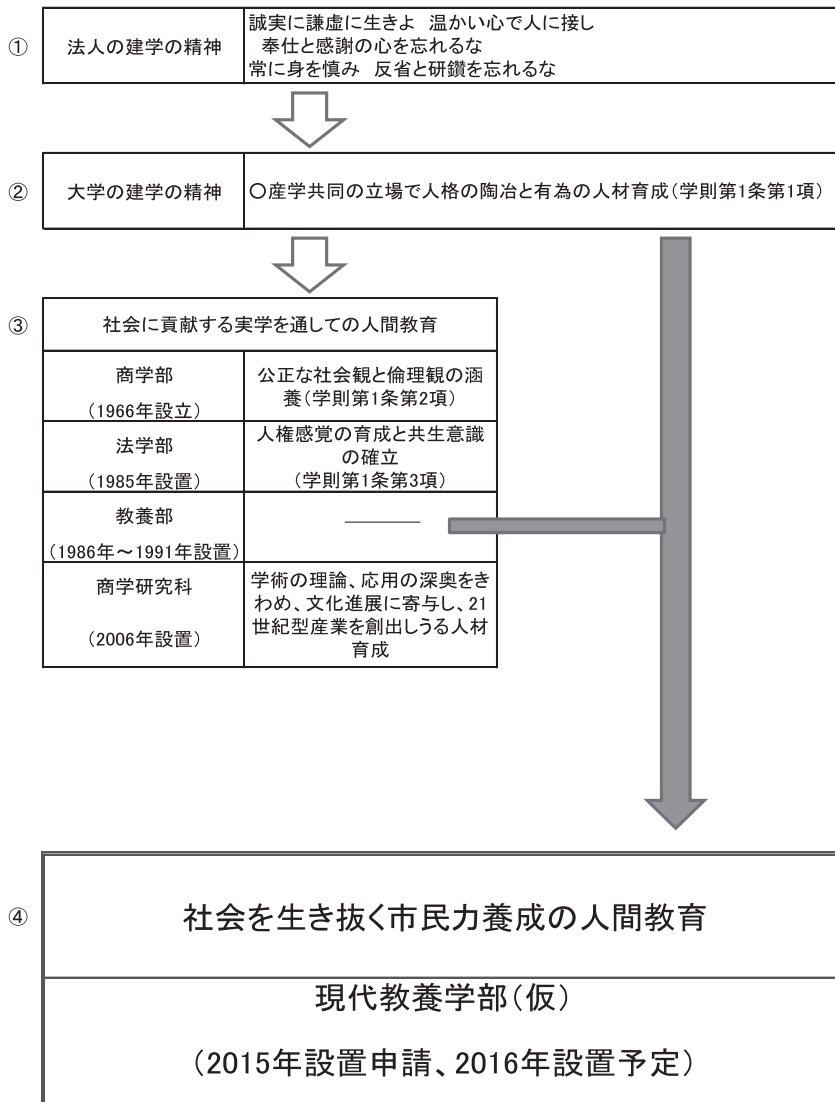 ①
法人の建学の精神
誠実に謙虚に生きよ 温かい心で人に接し
奉仕と感謝の心を忘れるな
常に身を慎み 反省と研鑽を忘れるな
②
大学の建学の精神
○産学共同の立場で人格の陶冶と有為の人材育成(学則第1条第1項)
③
社会に貢献する実学を通しての人間教育
商学部
(1966年設立)
公正な社会観と倫理観の涵
養(学則第1条第2項)
法学部
(1985年設置)
人権感覚の育成と共生意識
の確立
(学則第1条第3項)
教養部
(1986年～1991年設置)
商学研究科
(2006年設置)
学術の理論、応用の深奥をき
わめ、文化進展に寄与し、21
世紀型産業を創出しうる人材
育成
④
社会を生き抜く市民力養成の人間教育
現代教養学部(仮)
(2015年設置申請、2016年設置予定)